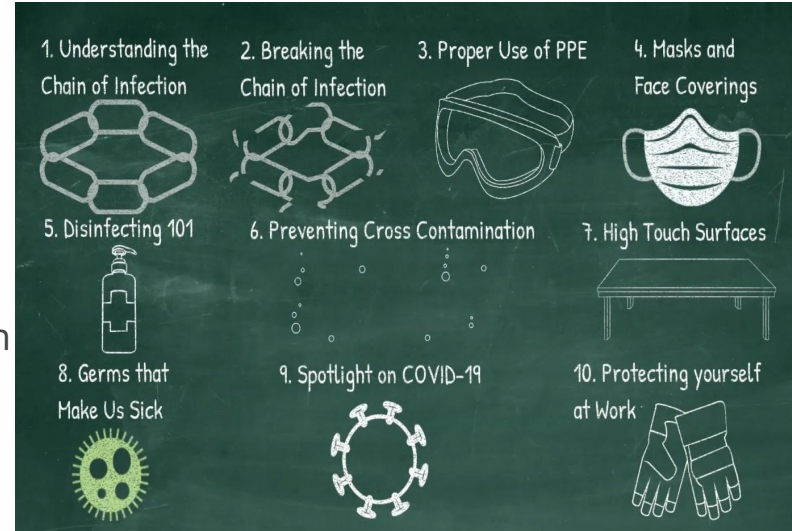 1. Understanding the
Chain of Infection
2. Breaking the
Chain of Infection
3. Proper Use of PPE
4. Masks and
Face Coverings
5. Disinfecting 101
6. Preventing Cross Contamination
7. High Touch Surfaces
8. Germs that
Make Us Sick
9. Spotlight on COVID-19
10. Protecting yourself
at Work